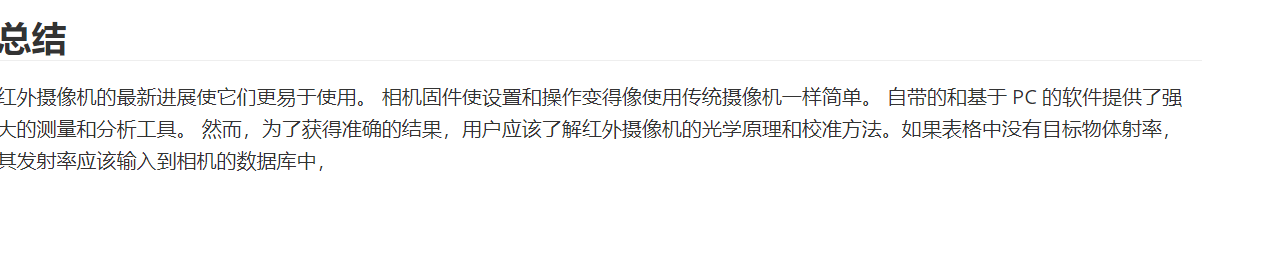 总结
红外摄像机的最新进展使它们更易于使用。 相机固件使设置和操作变得像使用传统摄像机一样简单。 自带的和基于 PC 的软件提供了强
大的测量和分析工具。 然而，为了获得准确的结果，用户应该了解红外摄像机的光学原理和校准方法。如果表格中没有目标物体射率，
其发射率应该输入到相机的数据库中，